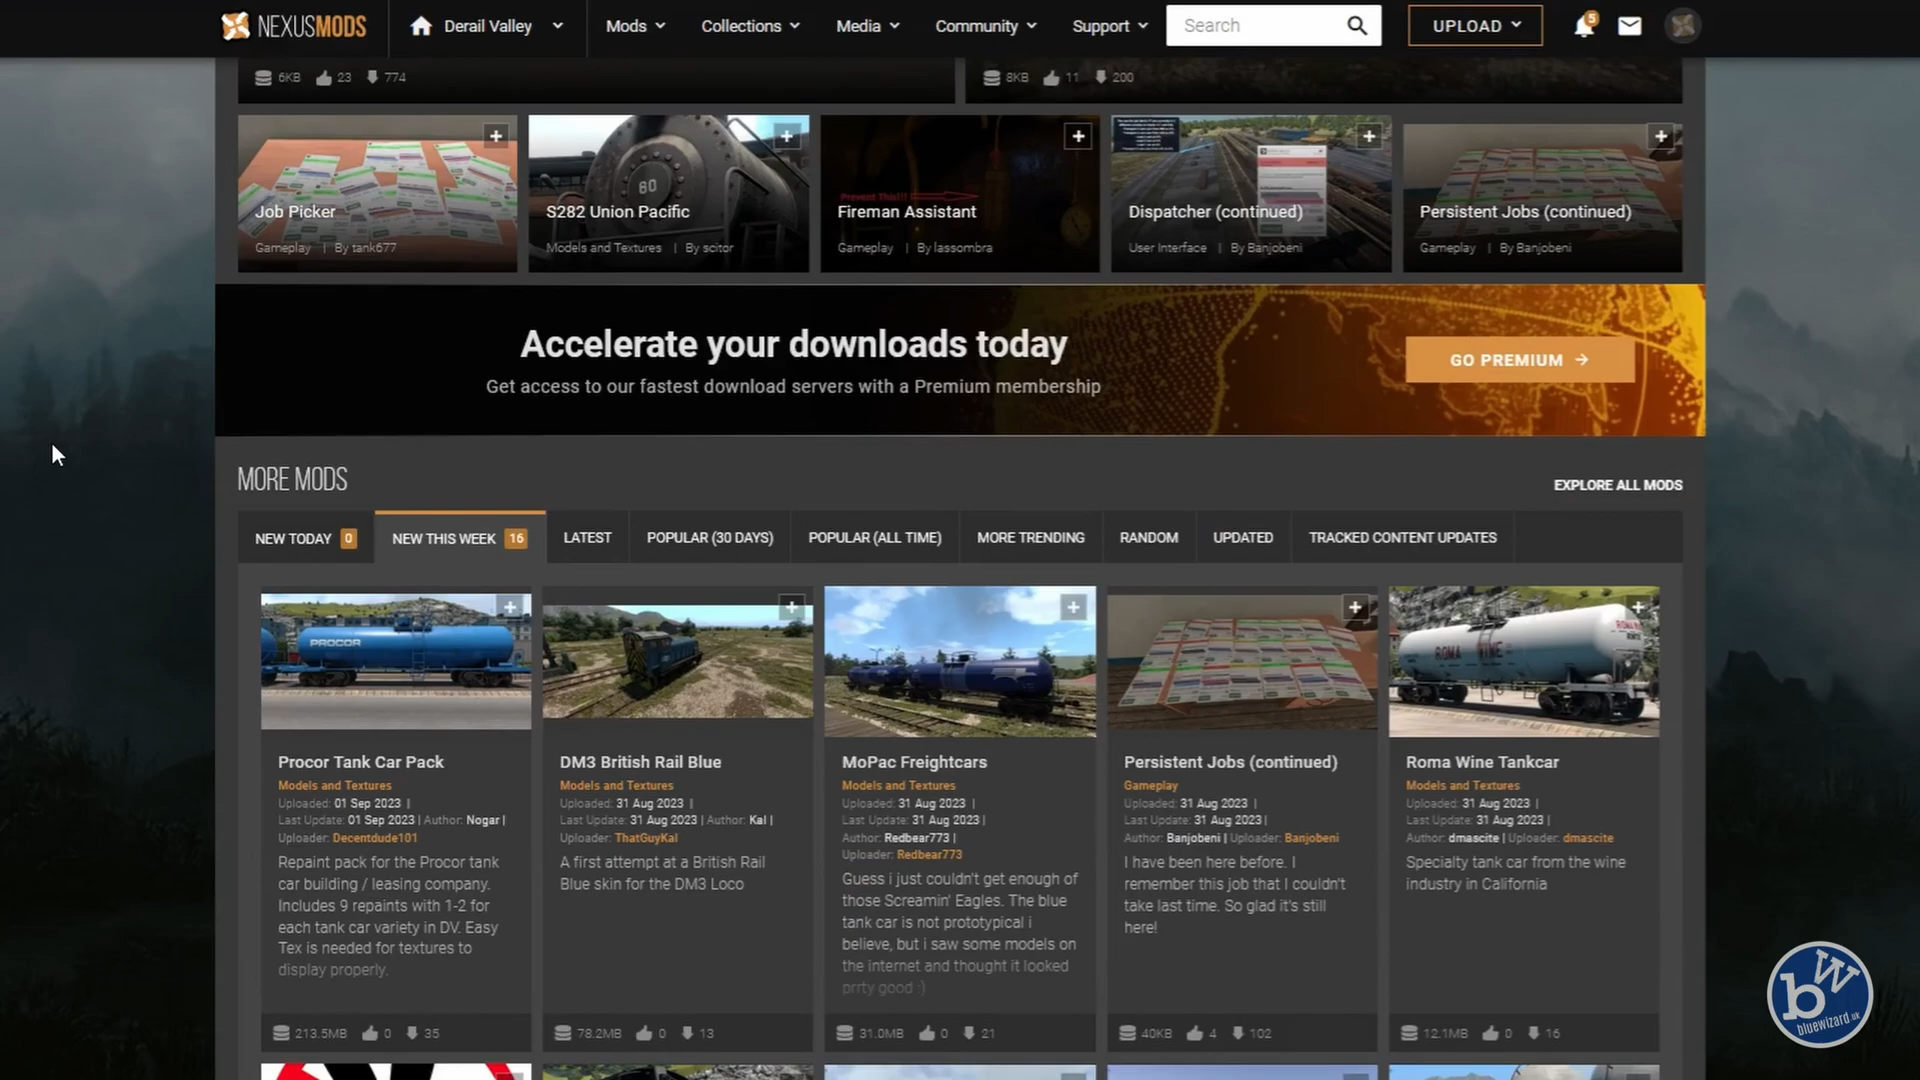 NEXUSMODS
Derail Valley
Mods
Collections
Media
Community
Support
Search
UPLOAD
5
6KB 23 774
8KB 11 200
Job Picker
Gameplay | By tank677
80
S282 Union Pacific
Models and Textures | By scitor
Prevent This!!!
Fireman Assistant
Gameplay | By lassombra
Dispatcher (continued)
User Interface | By Banjobeni
Persistent Jobs (continued)
Gameplay | By Banjobeni
Accelerate your downloads today
Get access to our fastest download servers with a Premium membership
GO PREMIUM
MORE MODS
EXPLORE ALL MODS
NEW TODAY 0
NEW THIS WEEK 16
LATEST
POPULAR (30 DAYS)
POPULAR (ALL TIME)
MORE TRENDING
RANDOM
UPDATED
TRACKED CONTENT UPDATES
PROCOR
Procor Tank Car Pack
Models and Textures
Uploaded: 01 Sep 2023 |
Last Update: 01 Sep 2023 | Author: Nogar |
Uploader: Decentdude101
Repaint pack for the Procor tank
car building / leasing company.
Includes 9 repaints with 1-2 for
each tank car variety in DV. Easy
Tex is needed for textures to
display properly.
213.5MB 0 35
DM3 British Rail Blue
Models and Textures
Uploaded: 31 Aug 2023 |
Last Update: 31 Aug 2023 | Author: Kal |
Uploader: ThatGuyKal
A first attempt at a British Rail
Blue skin for the DM3 Loco
78.2MB 0 13
MoPac Freightcars
Models and Textures
Uploaded: 31 Aug 2023 |
Last Update: 31 Aug 2023 |
Author: Redbear773 |
Uploader: Redbear773
Guess i just couldn't get enough of
those Screamin' Eagles. The blue
tank car is not prototypical i
believe, but i saw some models on
the internet and thought it looked
prrty good :)
31.0MB 0 21
Persistent Jobs (continued)
Gameplay
Uploaded: 31 Aug 2023 |
Last Update: 31 Aug 2023 |
Author: Banjobeni | Uploader: Banjobeni
I have been here before. I
remember this job that I couldn't
take last time. So glad it's still
here!
40KB 4 102
ROMA WINE
Roma Wine Tankcar
Models and Textures
Uploaded: 31 Aug 2023 |
Last Update: 31 Aug 2023 |
Author: dmascite | Uploader: dmascite
Specialty tank car from the wine
industry in California
12.1MB 0 16
bW
bluewizard.uk